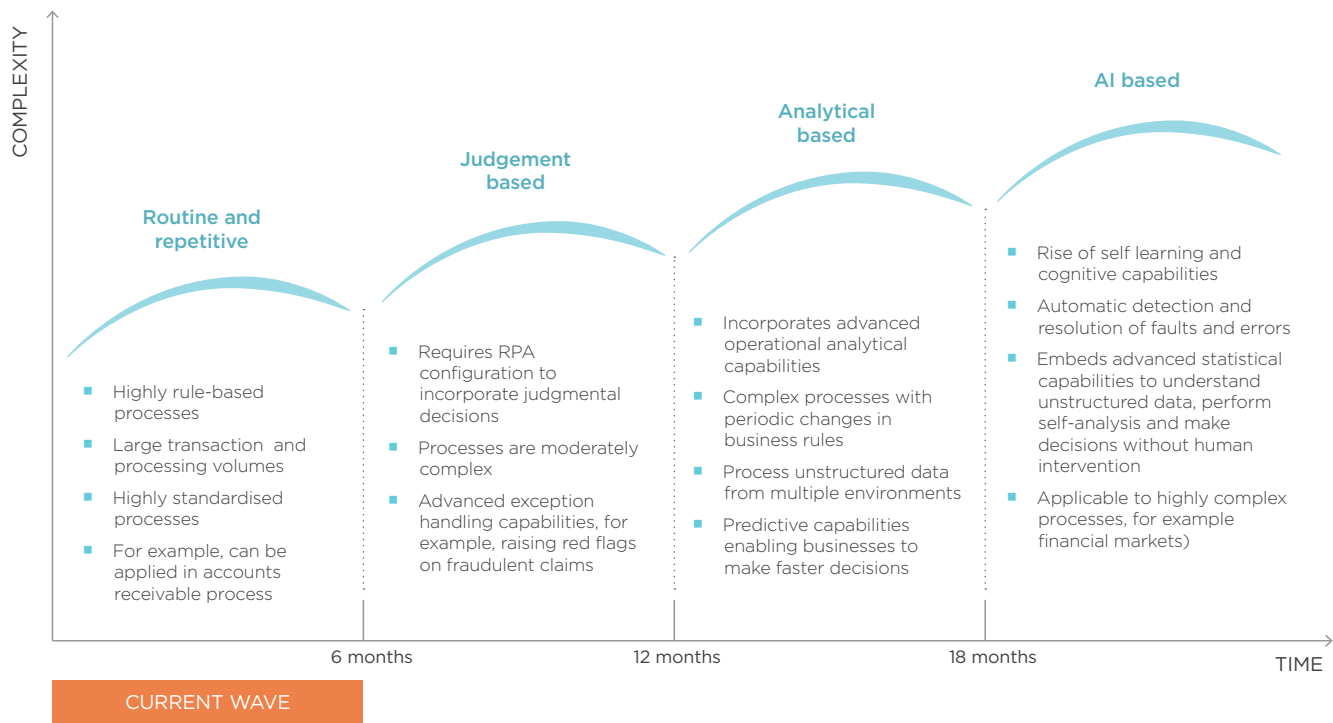 COMPLEXITY
Routine and
repetitive
Highly rule-based
processes
Large transaction and
processing volumes
Highly standardised
processes
For example, can be
applied in accounts
receivable process
Judgement
based
Requires RPA
configuration to
incorporate judgmental
decisions
Processes are moderately
complex
Advanced exception
handling capabilities, for
example, raising red flags
on fraudulent claims
Analytical
based
Incorporates advanced
operational analytical
capabilities
Complex processes with
periodic changes in
business rules
Process unstructured data
from multiple environments
Predictive capabilities
enabling businesses to
make faster decisions
AI based
Rise of self learning and
cognitive capabilities
Automatic detection and
resolution of faults and errors
Embeds advanced statistical
capabilities to understand
unstructured data, perform
self-analysis and make
decisions without human
intervention
Applicable to highly complex
processes, for example
financial markets)
6 months
12 months
18 months
TIME
CURRENT WAVE